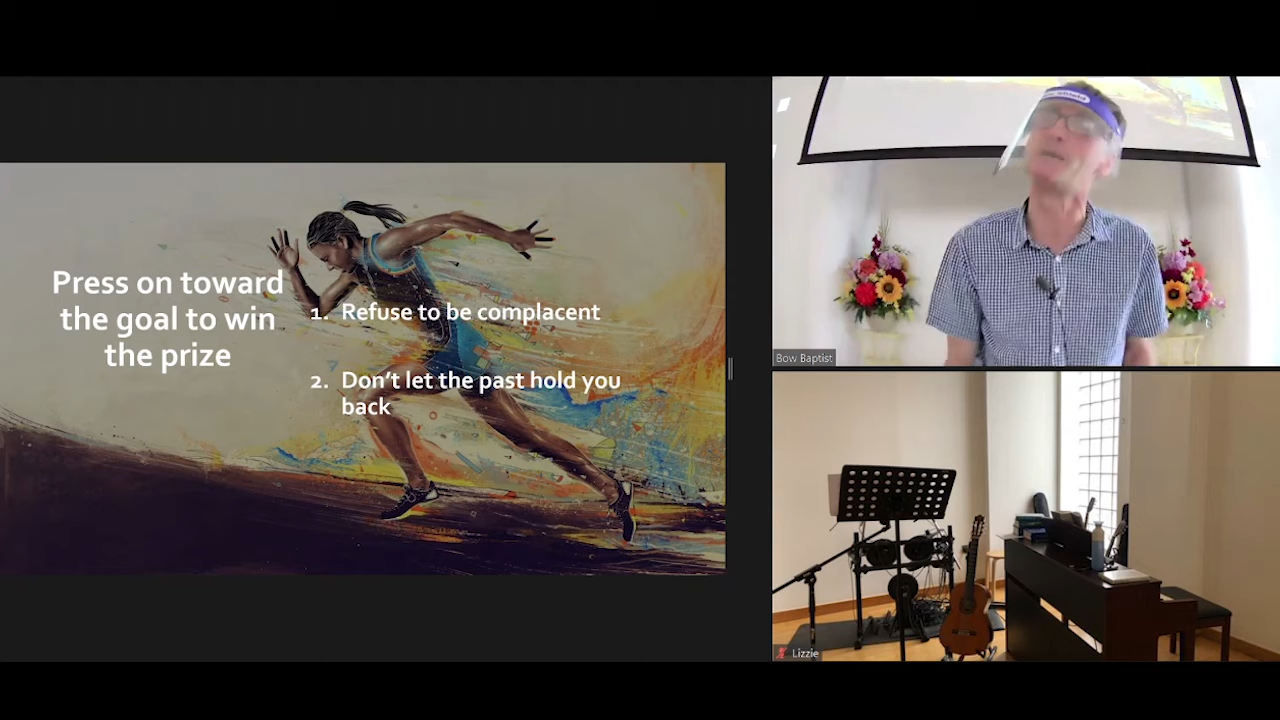 Press on toward
the goal to win
the prize
1. Refuse to be complacent
2. Don't let the past hold you
back
Bow Baptist
Lizzie